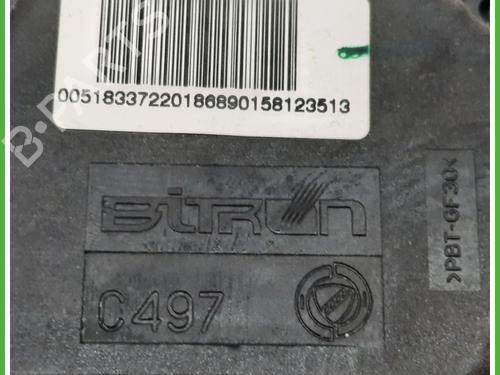 B-PARTS
00518337220186890158123513
BITRON
C497
>PBT-GF30<